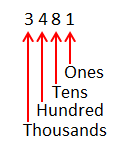 3 4 8 1
Ones
Tens
Hundred
Thousands